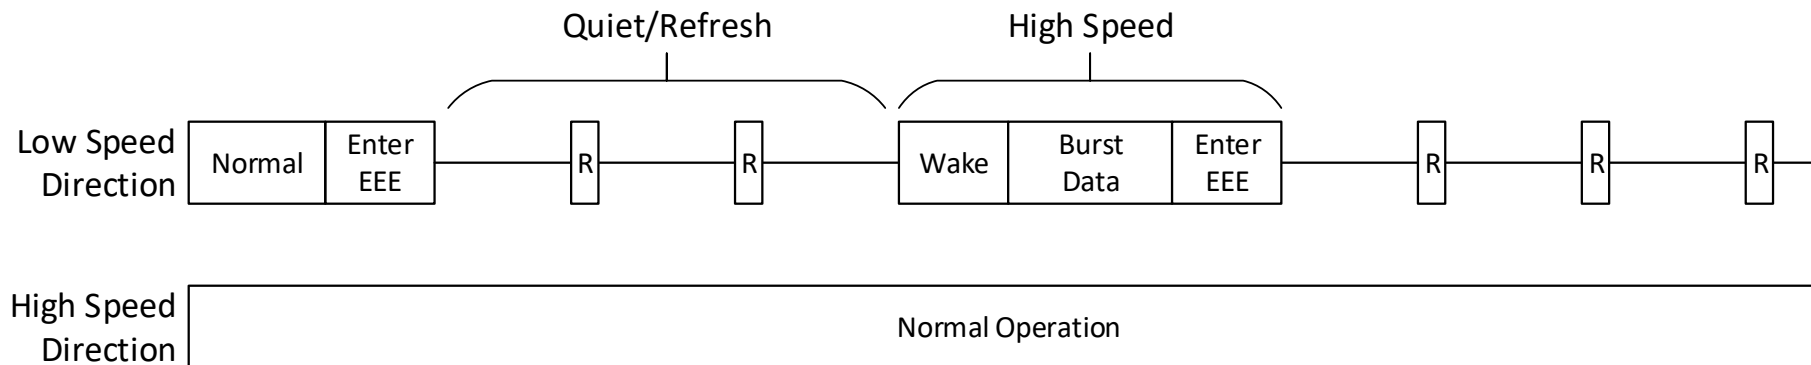 Quiet/Refresh
High Speed
Low Speed
Direction
Normal
Enter
EEE
R
R
Wake
Burst
Data
Enter
EEE
R
R
R
High Speed
Direction
Normal Operation